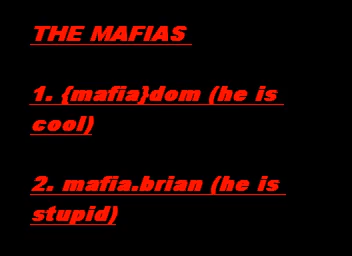 THE MAFIAS
1. {mafia}dom (he is
cool)
2. mafia.brian (he is
stupid)